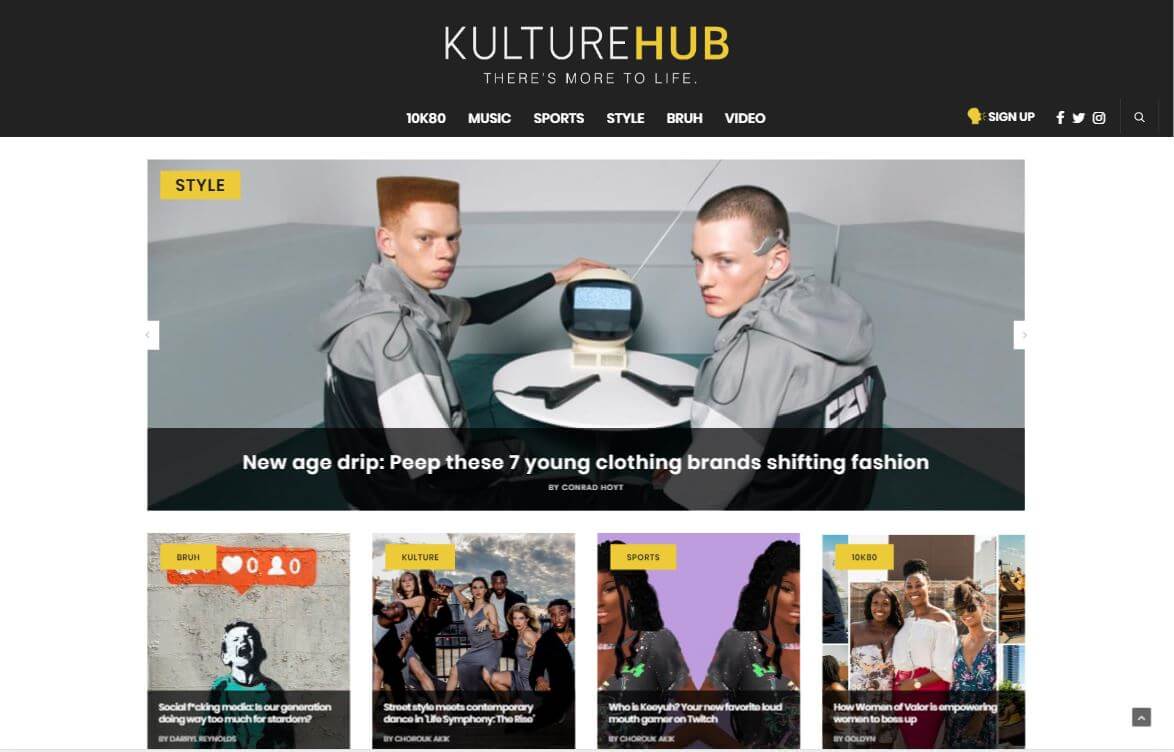 KULTUREHUB
THERE'S MORE TO LIFE.
10K80 MUSIC SPORTS STYLE BRUH VIDEO
SIGN UP
STYLE
New age drip: Peep these 7 young clothing brands shifting fashion
BY CONRAD HOYT
BRUH
0 0
Social f*cking media: Is our generation
doing way too much for stardom?
BY DARRYL REYNOLDS
KULTURE
Street style meets contemporary
dance in 'Life Symphony: The Rise'
BY CHOROUK AKIK
SPORTS
Who is Keeyuh? Your new favorite loud
mouth gamer on Twitch
BY CHOROUK AKIK
10K80
How Women of Valor is empowering
women to boss up
BY GOLDYN